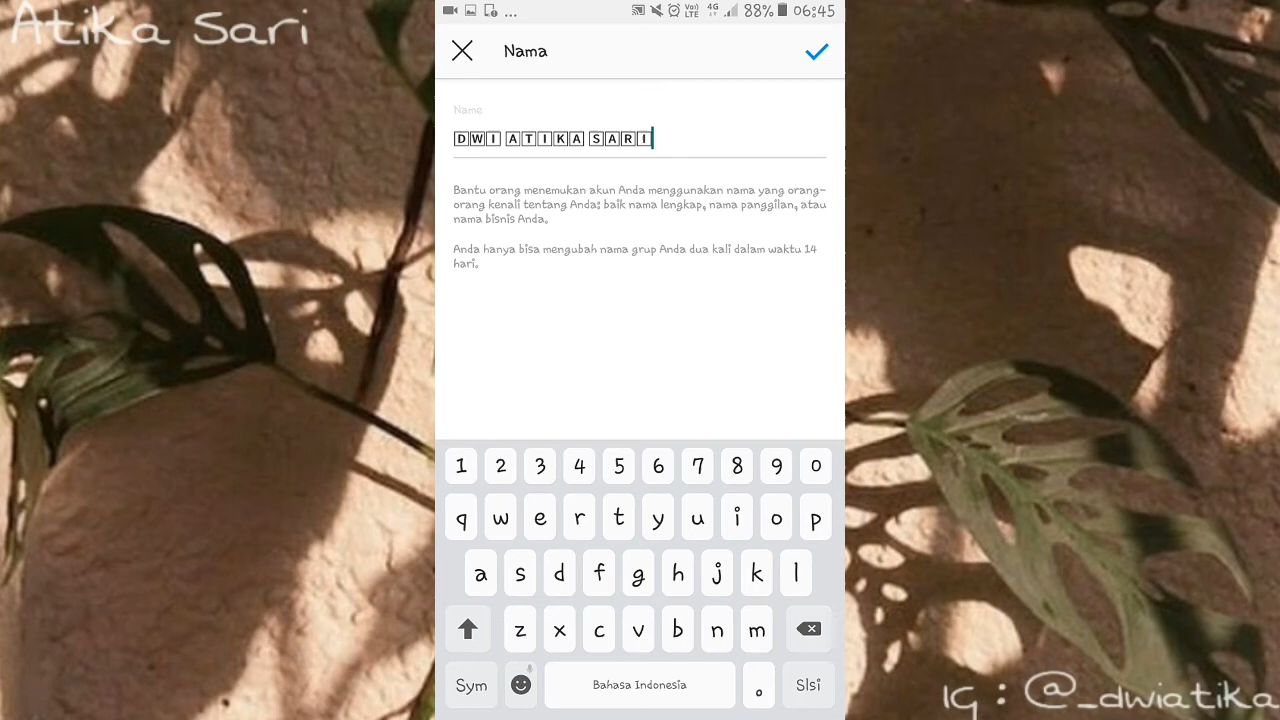 Atika Sari
... Vo)) LTE 4G 88% 06:45
Nama
Name
🄳🅆🄸 🄰🅃🄸🄺🄰 🅂🄰🅁🄸
Bantu orang menemukan akun Anda menggunakan nama yang orang-
orang kenali tentang Anda: baik nama lengkap, nama panggilan, atau
nama bisnis Anda.
Anda hanya bisa mengubah nama grup Anda dua kali dalam waktu 14
hari.
1 2 3 4 5 6 7 8 9 0
q w e r t y u i o p
a s d f g h j k l
z x c v b n m
Sym Bahasa Indonesia . Slsi
IG : @_dwiatika